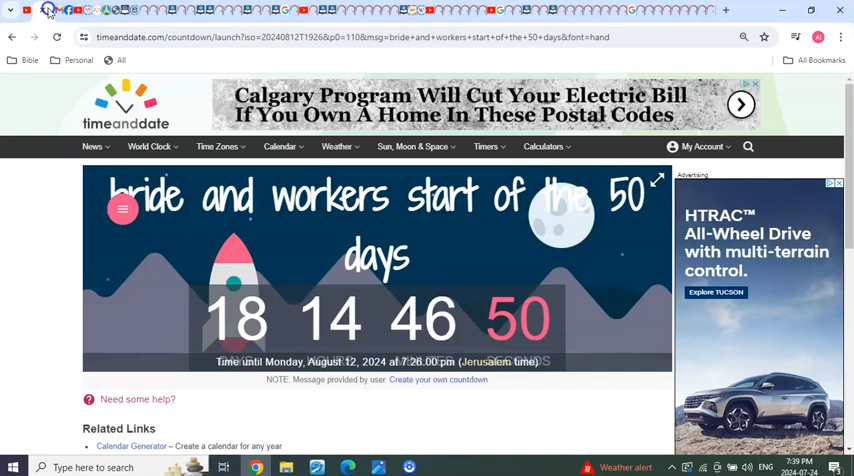 timeanddate.com/countdown/launch?iso=20240812T1926&p0=110&msg=bride+and+workers+start+of+the+50+days&font=hand
Bible
Personal
All
All Bookmarks
timeanddate
Calgary Program Will Cut Your Electric Bill
If You Own A Home In These Postal Codes
News
World Clock
Time Zones
Calendar
Weather
Sun, Moon & Space
Timers
Calculators
My Account
bride and workers start of the 50
days
18 14 46 50
DAYS HOURS MINUTES SECONDS
Time until Monday, August 12, 2024 at 7:26:00 pm (Jerusalem time)
NOTE: Message provided by user. Create your own countdown
Need some help?
Related Links
Calendar Generator – Create a calendar for any year
Advertising
HTRAC™
All-Wheel Drive
with multi-terrain
control.
Explore TUCSON
Type here to search
Weather alert
ENG
7:39 PM
2024-07-24
3